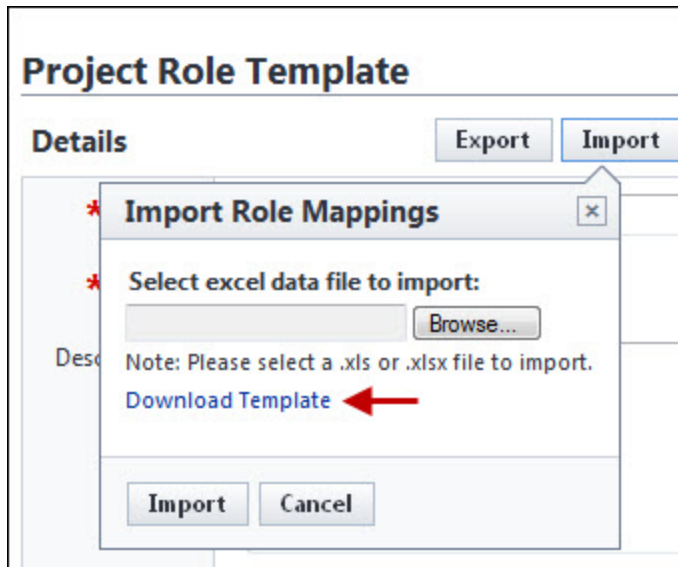 Project Role Template
Details
Export
Import
*
Import Role Mappings
*
Select excel data file to import:
Browse...
Desc
Note: Please select a .xls or .xlsx file to import.
Download Template
Import
Cancel